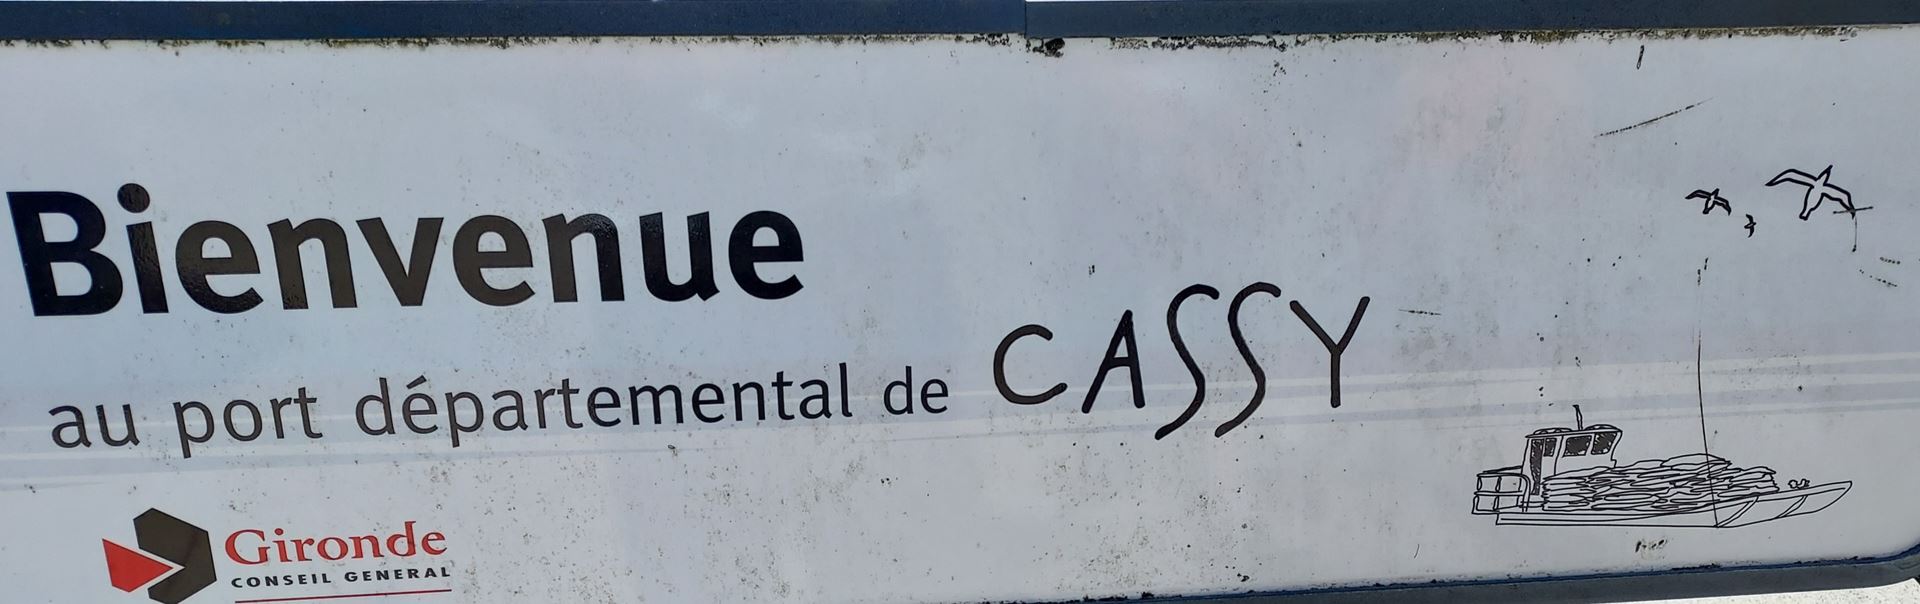 Bienvenue
au port départemental de CASSY
Gironde
CONSEIL GENERAL